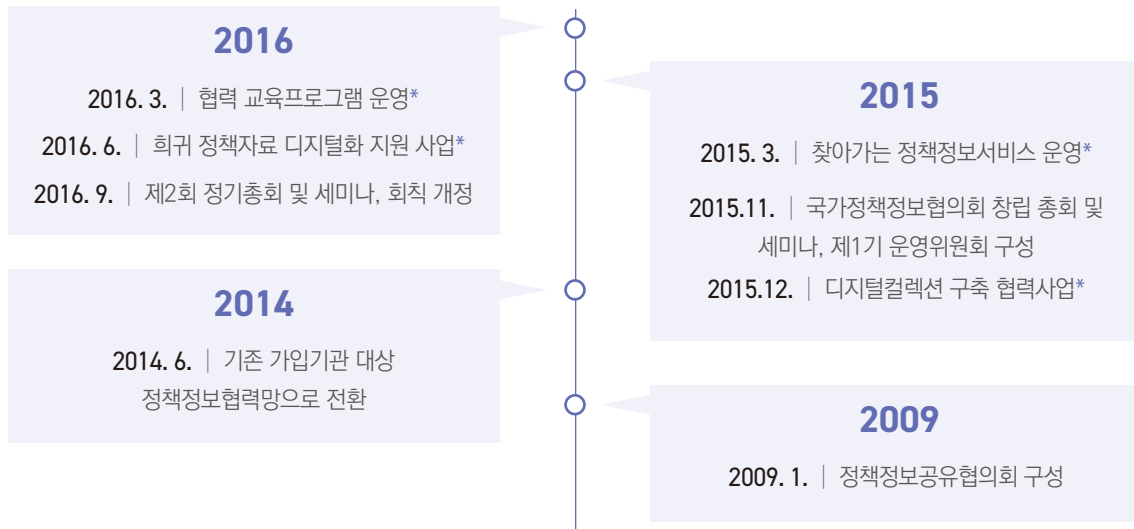 2016
2016. 3. | 협력 교육프로그램 운영*
2016. 6. | 희귀 정책자료 디지털화 지원 사업*
2016. 9. | 제2회 정기총회 및 세미나, 회칙 개정
2015
2015. 3. | 찾아가는 정책정보서비스 운영*
2015.11. | 국가정책정보협의회 창립 총회 및
세미나, 제1기 운영위원회 구성
2015.12. | 디지털컬렉션 구축 협력사업*
2014
2014. 6. | 기존 가입기관 대상
정책정보협력망으로 전환
2009
2009. 1. | 정책정보공유협의회 구성